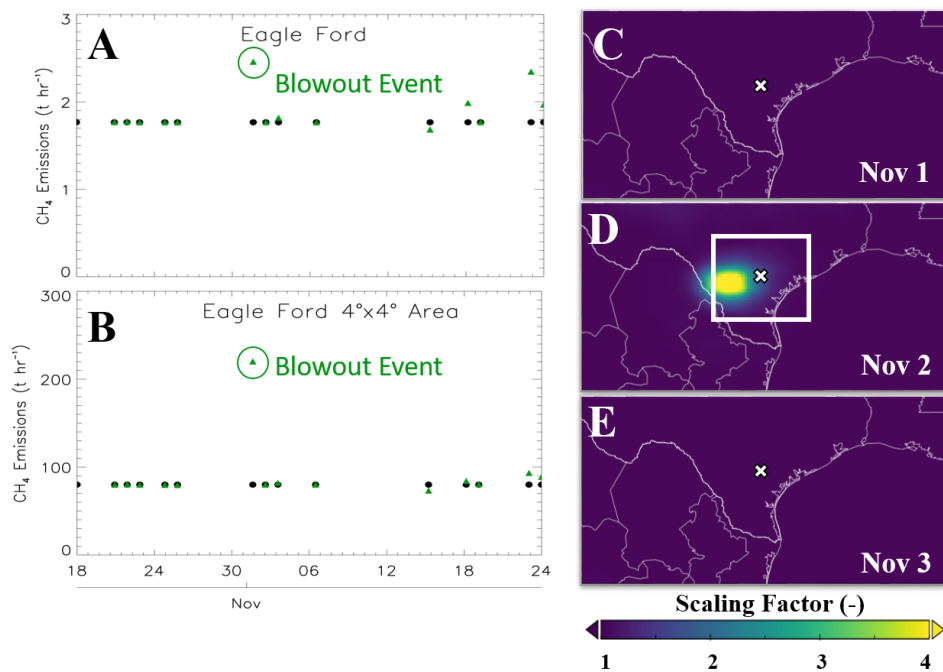 A
Eagle Ford
Blowout Event
CH₄ Emissions (t hr⁻¹)
3
2
1
0
B
Eagle Ford 4°x4° Area
Blowout Event
CH₄ Emissions (t hr⁻¹)
300
200
100
0
18 24 30 06 12 18 24
Nov
C
Nov 1
D
Nov 2
E
Nov 3
Scaling Factor (-)
1 2 3 4